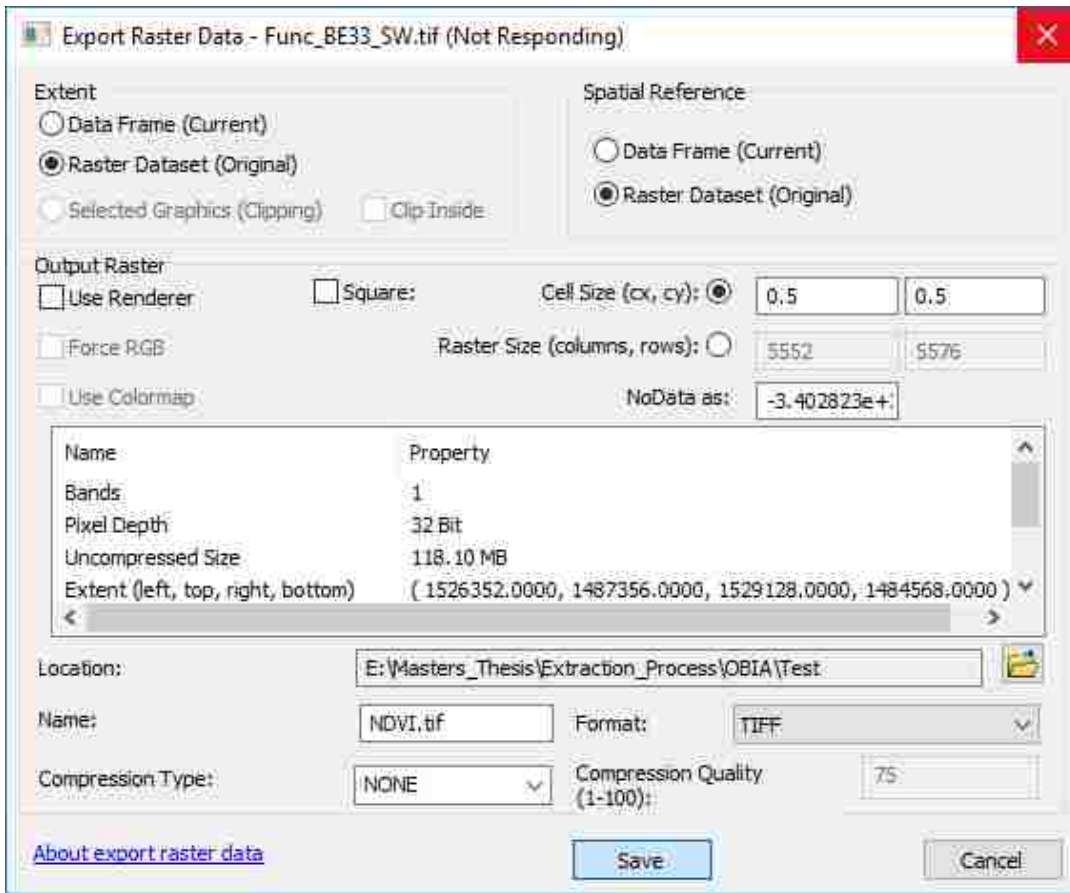 Export Raster Data - Func_BE33_SW.tif (Not Responding)
Extent
Spatial Reference
Data Frame (Current)
Raster Dataset (Original)
Selected Graphics (Clipping) Clip Inside
Data Frame (Current)
Raster Dataset (Original)
Output Raster
Use Renderer Square: Cell Size (cx, cy): 0.5 0.5
Force RGB Raster Size (columns, rows): 5552 5576
Use Colormap NoData as: -3.402823e+
Name Property
Bands 1
Pixel Depth 32 Bit
Uncompressed Size 118.10 MB
Extent (left, top, right, bottom) ( 1526352.0000, 1487356.0000, 1529128.0000, 1484568.0000 )
Location: E:\Masters_Thesis\Extraction_Process\OBIA\Test
Name: NDVI.tif Format: TIFF
Compression Type: NONE Compression Quality (1-100): 75
About export raster data Save Cancel